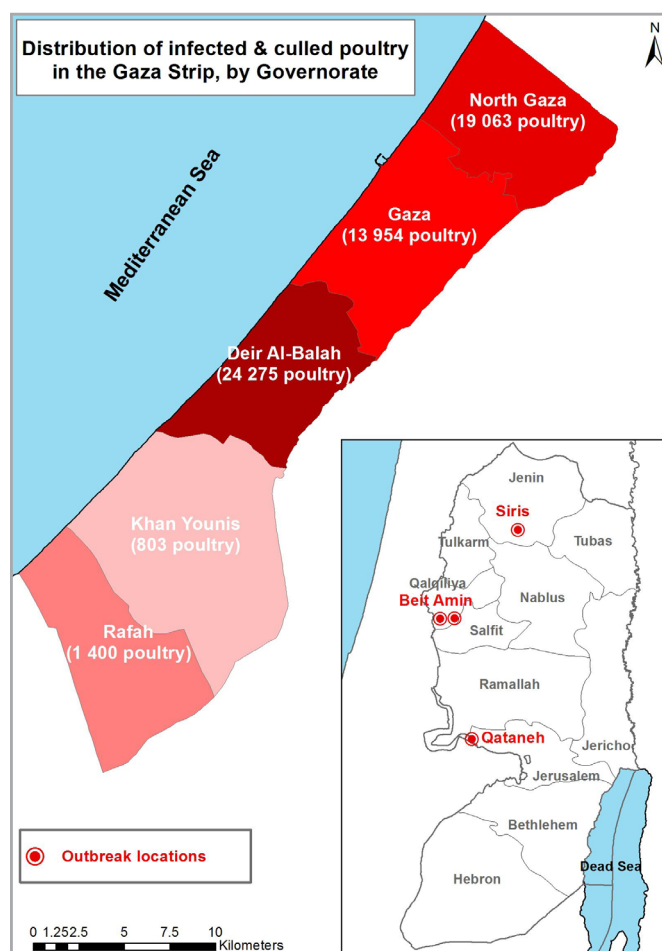 Distribution of infected & culled poultry
in the Gaza Strip, by Governorate
N
North Gaza
(19 063 poultry)
Mediterranean Sea
Gaza
(13 954 poultry)
Deir Al-Balah
(24 275 poultry)
Khan Younis
(803 poultry)
Rafah
(1 400 poultry)
Jenin
Siris
Tulkarm
Tubas
Qalqiliya
Nablus
Beit Amin
Salfit
Ramallah
Qataneh
Jericho
Jerusalem
Bethlehem
Dead Sea
Hebron
Outbreak locations
0 1.252.5 5 7.5 10
Kilometers